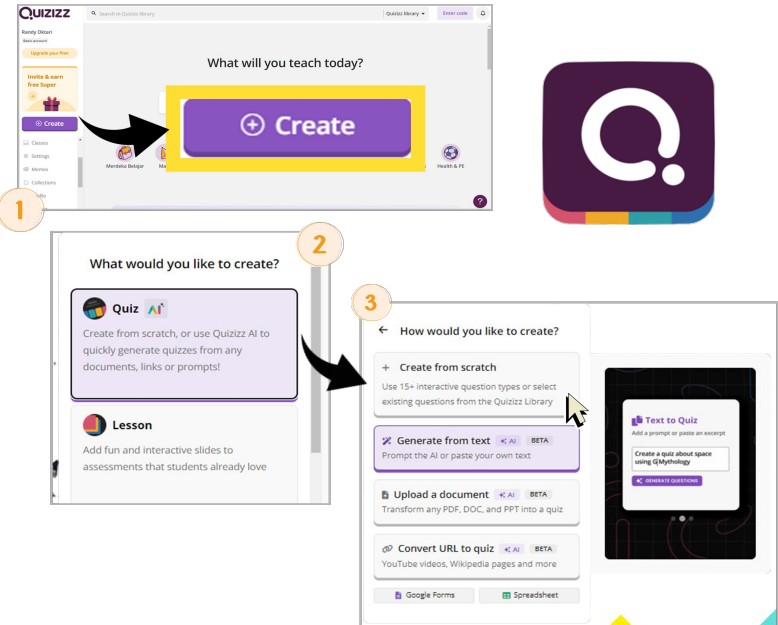 QUIZIZZ
Search in Quizizz library
Quizizz library
Enter code
Randy Oktari
Basic account
Upgrade your Plan
Invite & earn
free Super
Create
Classes
Settings
Memes
Collections
What will you teach today?
Create
Merdeka Belajar
Health & PE
?
1
2
What would you like to create?
Quiz AI
Create from scratch, or use Quizizz AI to
quickly generate quizzes from any
documents, links or prompts!
Lesson
Add fun and interactive slides to
assessments that students already love
3
How would you like to create?
Create from scratch
Use 15+ interactive question types or select
existing questions from the Quizizz Library
Generate from text AI BETA
Prompt the AI or paste your own text
Upload a document AI BETA
Transform any PDF, DOC, and PPT into a quiz
Convert URL to quiz AI BETA
YouTube videos, Wikipedia pages and more
Google Forms
Spreadsheet
Text to Quiz
Add a prompt or paste an excerpt
Create a quiz about space
using G Mythology
GENERATE QUESTIONS